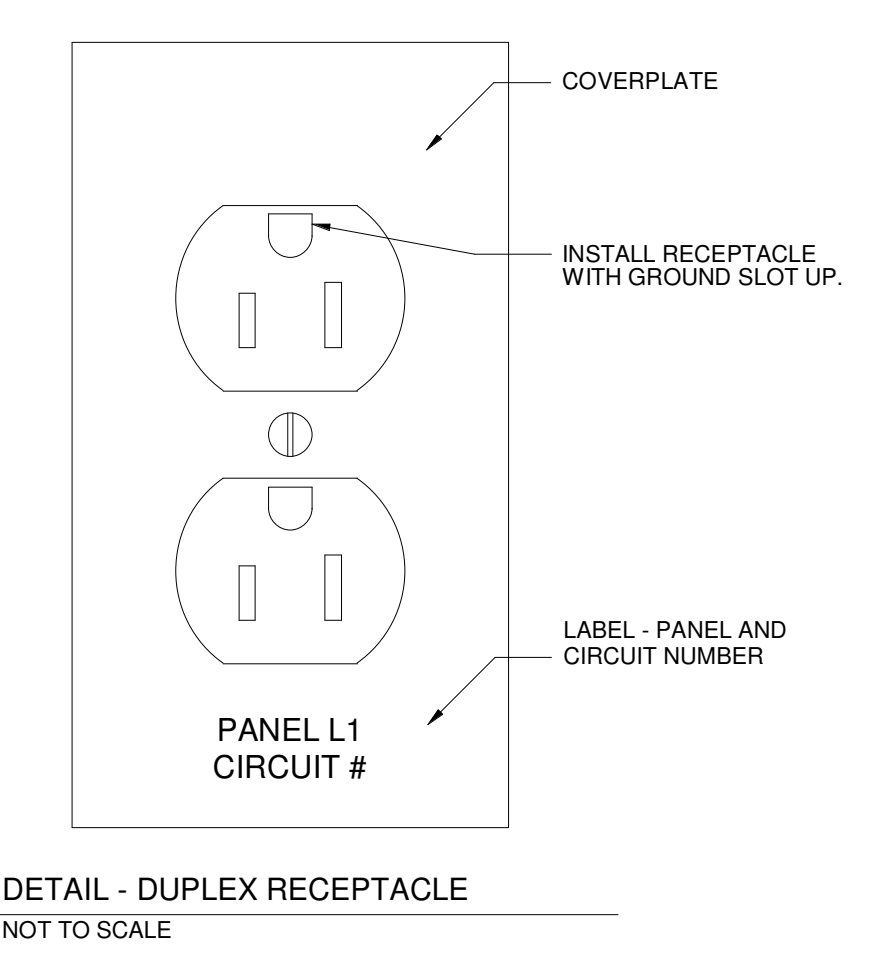 COVERPLATE
INSTALL RECEPTACLE
WITH GROUND SLOT UP.
LABEL - PANEL AND
CIRCUIT NUMBER
PANEL L1
CIRCUIT #
DETAIL - DUPLEX RECEPTACLE
NOT TO SCALE